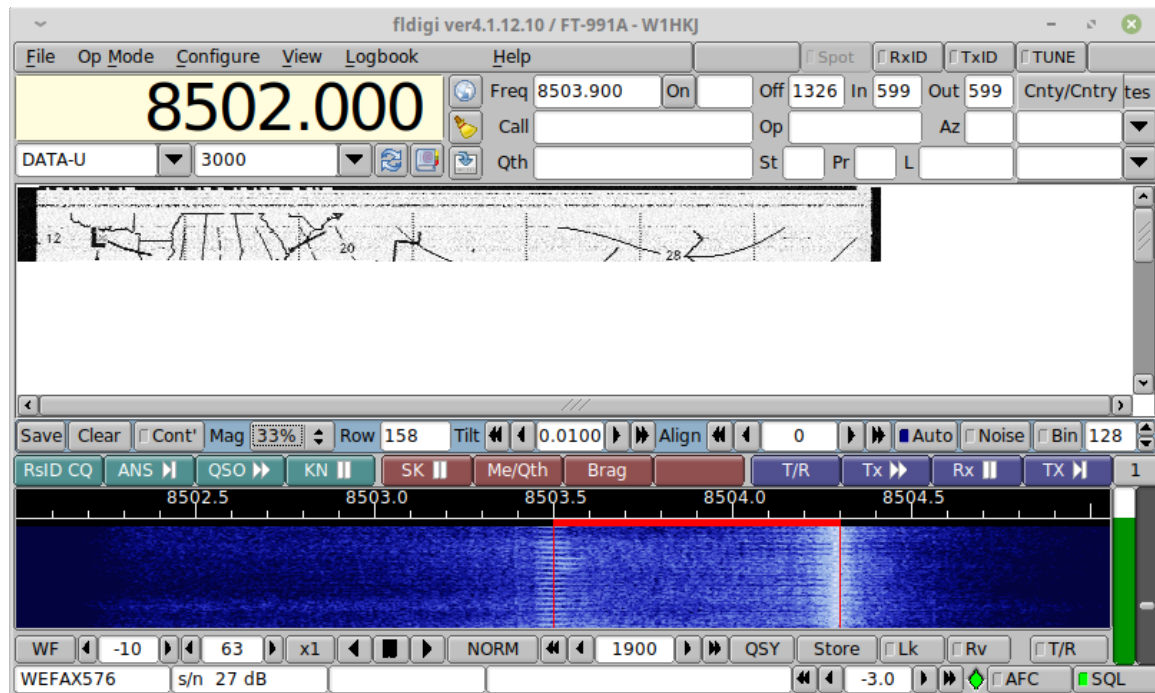 fldigi ver4.1.12.10 / FT-991A - W1HKJ
File Op Mode Configure View Logbook Help Spot RxID TxID TUNE
8502.000 Freq 8503.900 On Off 1326 In 599 Out 599 Cnty/Cntry tes
Call Op Az
DATA-U 3000 Qth St Pr L
12 20 28
Save Clear Cont' Mag 33% Row 158 Tilt 0.0100 Align 0 Auto Noise Bin 128
RsID CQ ANS QSO KN SK Me/Qth Brag T/R Tx Rx TX 1
8502.5 8503.0 8503.5 8504.0 8504.5
WF -10 63 x1 NORM 1900 QSY Store Lk Rv T/R
WEFAX576 s/n 27 dB -3.0 AFC SQL